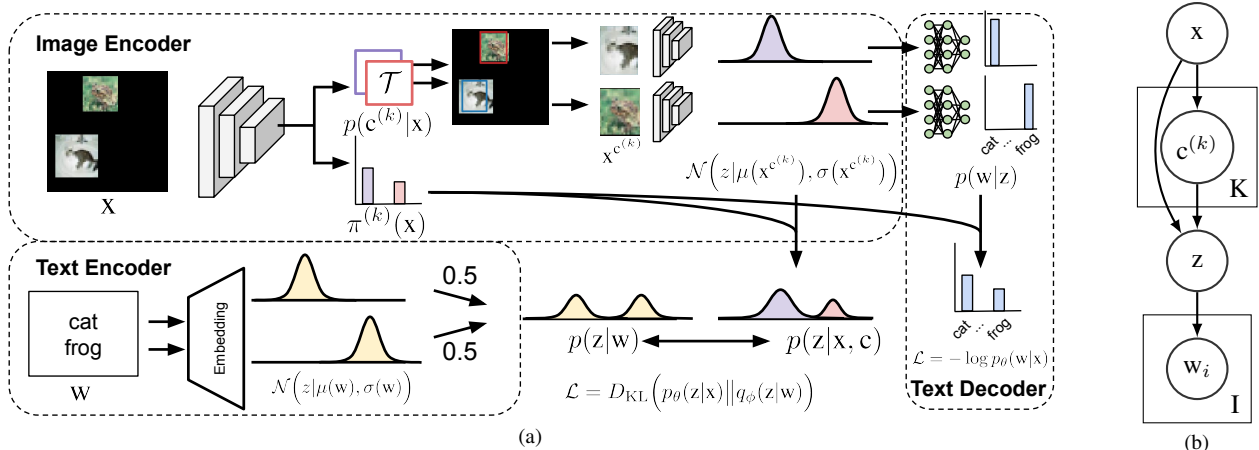 Image Encoder
x
𝒯
p(c^(k)|x)
π^(k)(x)
x^c^(k)
𝒩(z|μ(x^c^(k)), σ(x^c^(k)))
cat ... frog
p(w|z)
cat ... frog
ℒ = −log p_θ(w|x)
Text Decoder
Text Encoder
cat
frog
w
Embedding
𝒩(z|μ(w), σ(w))
0.5
0.5
p(z|w)
p(z|x, c)
ℒ = D_KL(p_θ(z|x)||q_ϕ(z|w))
(a)
x
c^(k)
K
z
w_i
I
(b)